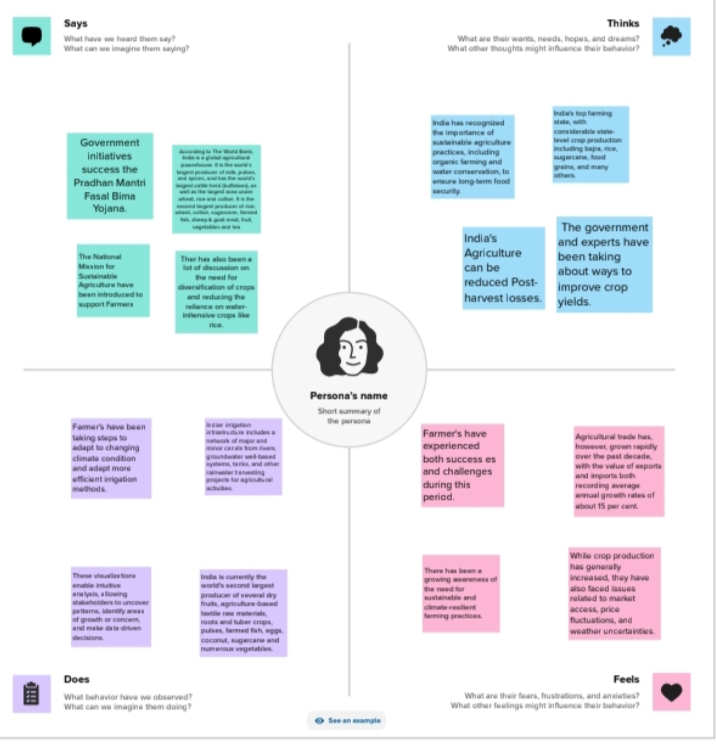 Says
What have we heard them say?
What can we imagine them saying?
Thinks
What are their wants, needs, hopes, and dreams?
What other thoughts might influence their behavior?
Government
initiatives
success the
Pradhan Mantri
Fasal Bima
Yojana.
According to The World Bank,
India is a global agricultural
powerhouse. It is the world's
largest producer of milk, pulses,
and spices, and has the world's
largest cattle herd (buffaloes), as
well as the largest area under
wheat, rice and cotton. It is the
second largest producer of rice,
wheat, cotton, sugarcane, farmed
fish, sheep & goat meat, fruit,
vegetables and tea
The National
Mission for
Sustainable
Agriculture have
been introduced to
support Farmers
Ther has also been a
lot of discussion on
the need for
diversification of crops
and reducing the
reliance on water-
intensive crops like
rice.
India has recognized
the importance of
sustainable agriculture
practices, including
organic farming and
water conservation, to
ensure long-term food
security.
India's top farming
state, with
considerable state-
level crop production
including bajra, rice,
sugarcane, food
grains, and many
others.
India's
Agriculture
can be
reduced Post-
harvest losses.
The government
and experts have
been taking
about ways to
improve crop
yields.
Persona's name
Short summary of
the persona
Farmer's have been
taking steps to
adapt to changing
climate condition
and adapt more
efficient irrigation
methods.
Indian irrigation
infrastructure includes a
network of major and
minor canals from rivers,
groundwater well-based
systems, tanks, and other
rainwater harvesting
projects for agricultural
activities.
These visualizations
enable intuitive
analysis, allowing
stakeholders to uncover
patterns, identify areas
of growth or concern,
and make data-driven
decisions.
India is currently the
world's second largest
producer of several dry
fruits, agriculture-based
textile raw materials,
roots and tuber crops,
pulses, farmed fish, eggs,
coconut, sugarcane and
numerous vegetables.
Farmer's have
experienced
both success es
and challenges
during this
period.
Agricultural trade has,
however, grown rapidly
over the past decade,
with the value of exports
and imports both
recording average
annual growth rates of
about 15 per cent.
There has been a
growing awareness of
the need for
sustainable and
climate-resilient
farming practices.
While crop production
has generally
increased, they have
also faced issues
related to market
access, price
fluctuations, and
weather uncertainties.
Does
What behavior have we observed?
What can we imagine them doing?
Feels
What are their fears, frustrations, and anxieties?
What other feelings might influence their behavior?
See an example